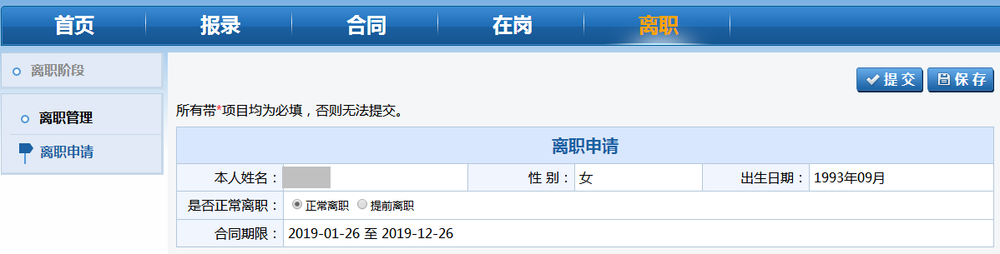 首页 报录 合同 在岗 离职
离职阶段
离职管理
离职申请
提交 保存
所有带*项目均为必填，否则无法提交。
离职申请
本人姓名： 性 别： 女 出生日期： 1993年09月
是否正常离职： 正常离职 提前离职
合同期限： 2019-01-26 至 2019-12-26